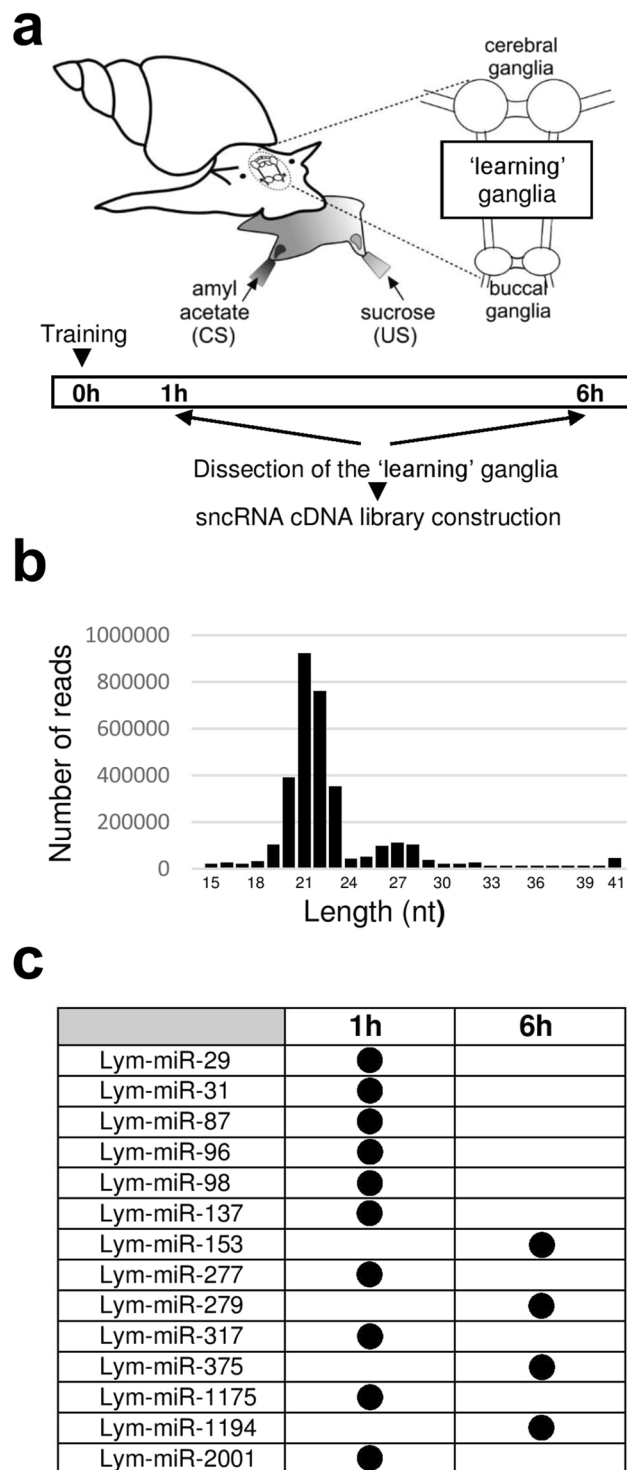 a
cerebral
ganglia
'learning'
ganglia
buccal
ganglia
amyl
acetate
(CS)
sucrose
(US)
Training
0h 1h 6h
Dissection of the 'learning' ganglia
sncRNA cDNA library construction
b
Number of reads
1000000
800000
600000
400000
200000
0
15 18 21 24 27 30 33 36 39 41
Length (nt)
c
1h 6h
Lym-miR-29
Lym-miR-31
Lym-miR-87
Lym-miR-96
Lym-miR-98
Lym-miR-137
Lym-miR-153
Lym-miR-277
Lym-miR-279
Lym-miR-317
Lym-miR-375
Lym-miR-1175
Lym-miR-1194
Lym-miR-2001